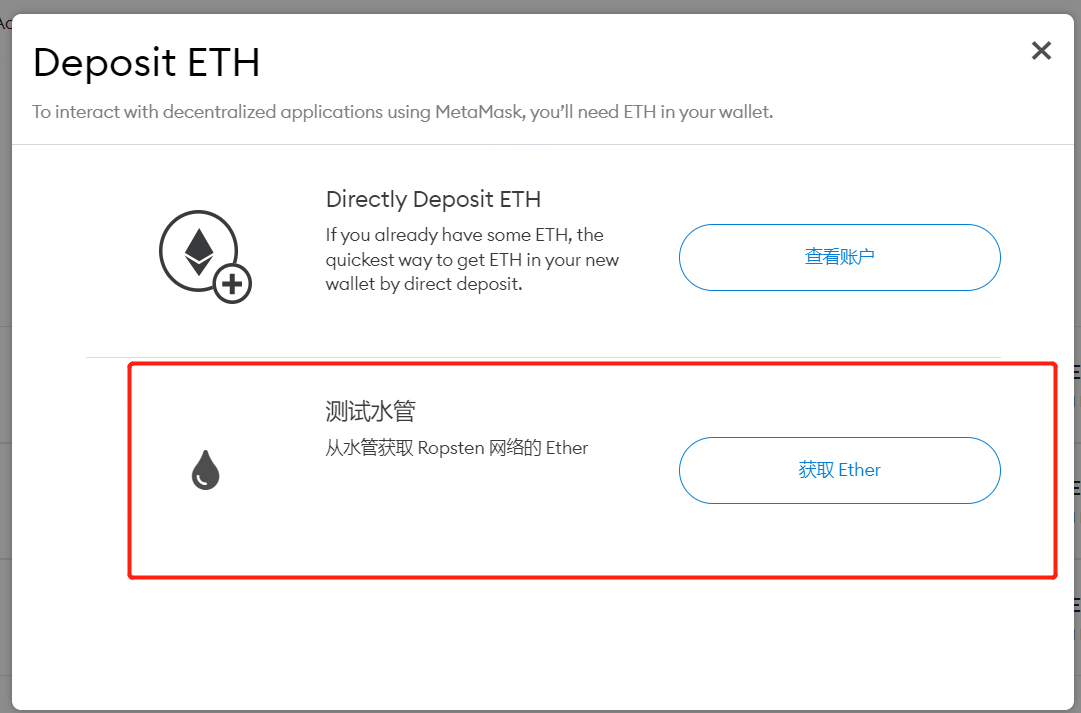 Deposit ETH
To interact with decentralized applications using MetaMask, you’ll need ETH in your wallet.
Directly Deposit ETH
If you already have some ETH, the
quickest way to get ETH in your new
wallet by direct deposit.
查看账户
测试水管
从水管获取 Ropsten 网络的 Ether
获取 Ether